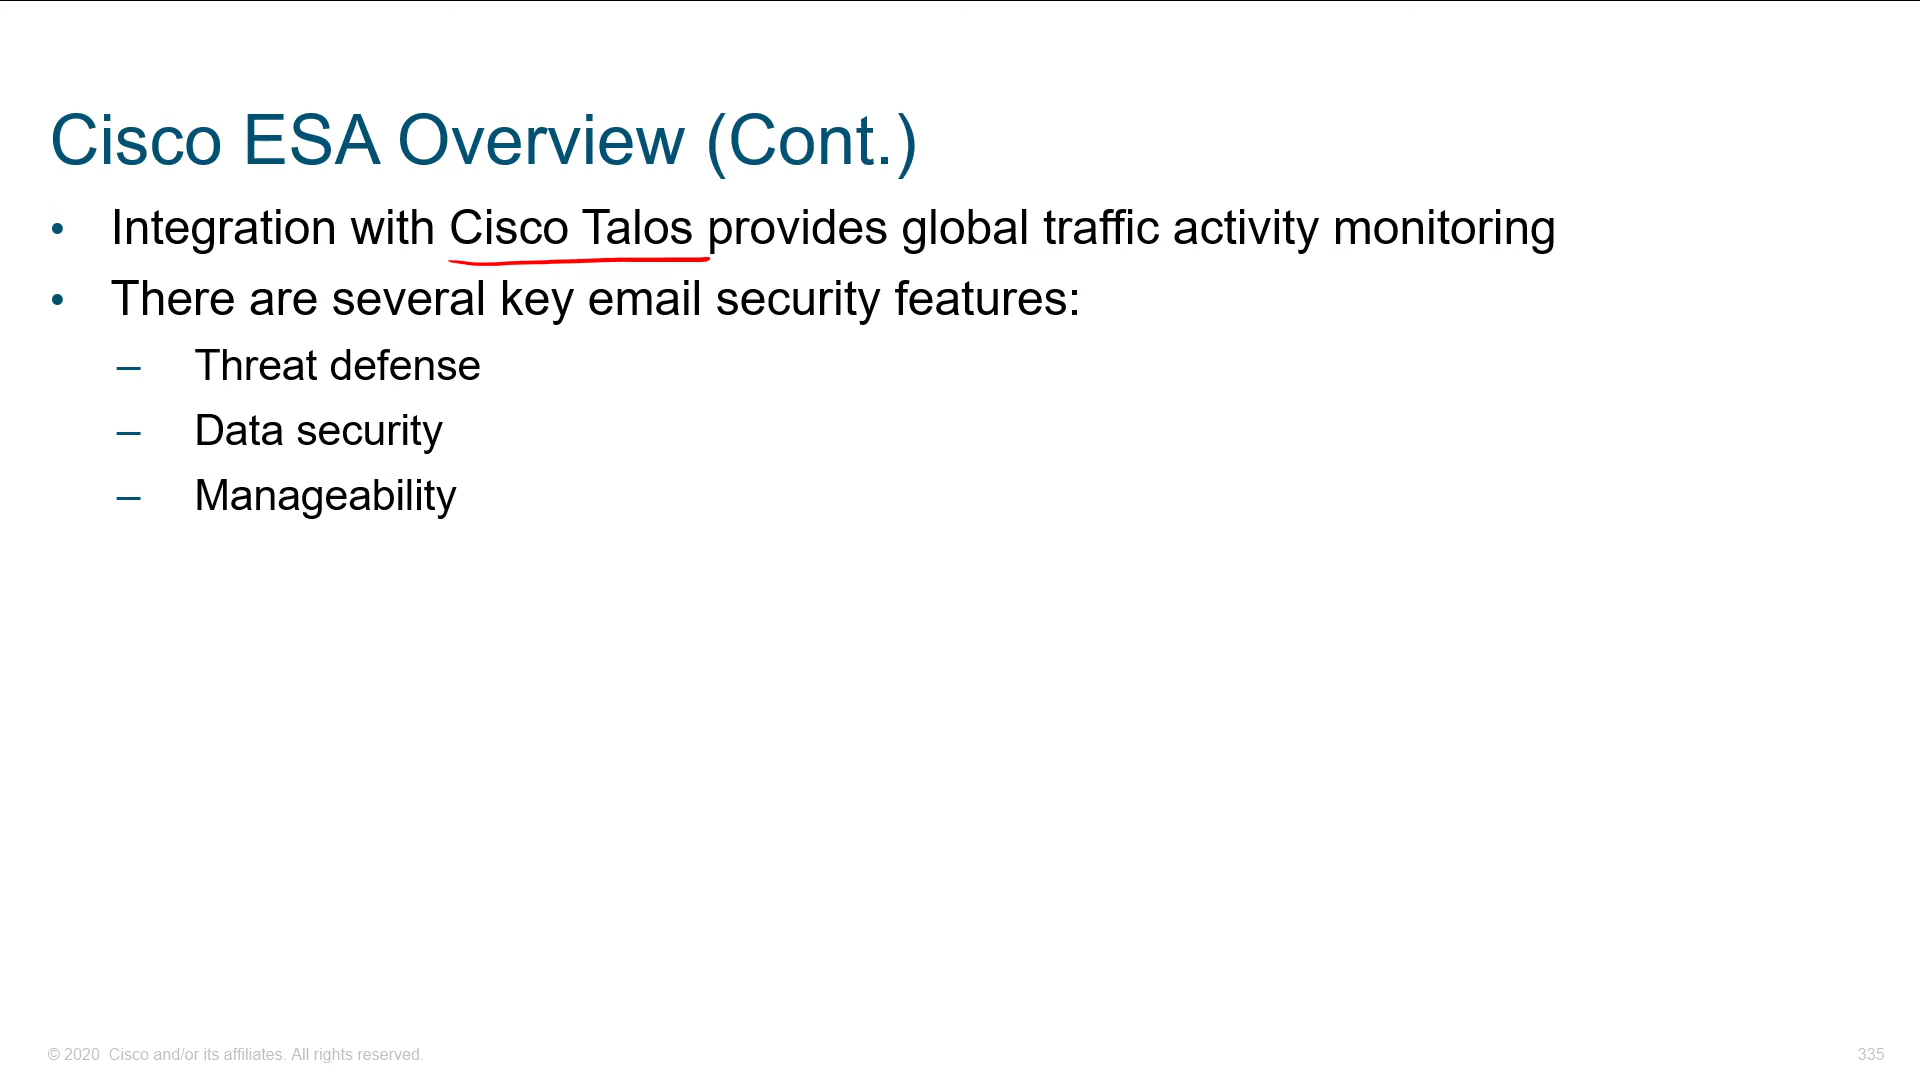 Cisco ESA Overview (Cont.)
• Integration with Cisco Talos provides global traffic activity monitoring
• There are several key email security features:
– Threat defense
– Data security
– Manageability
© 2020 Cisco and/or its affiliates. All rights reserved.
335